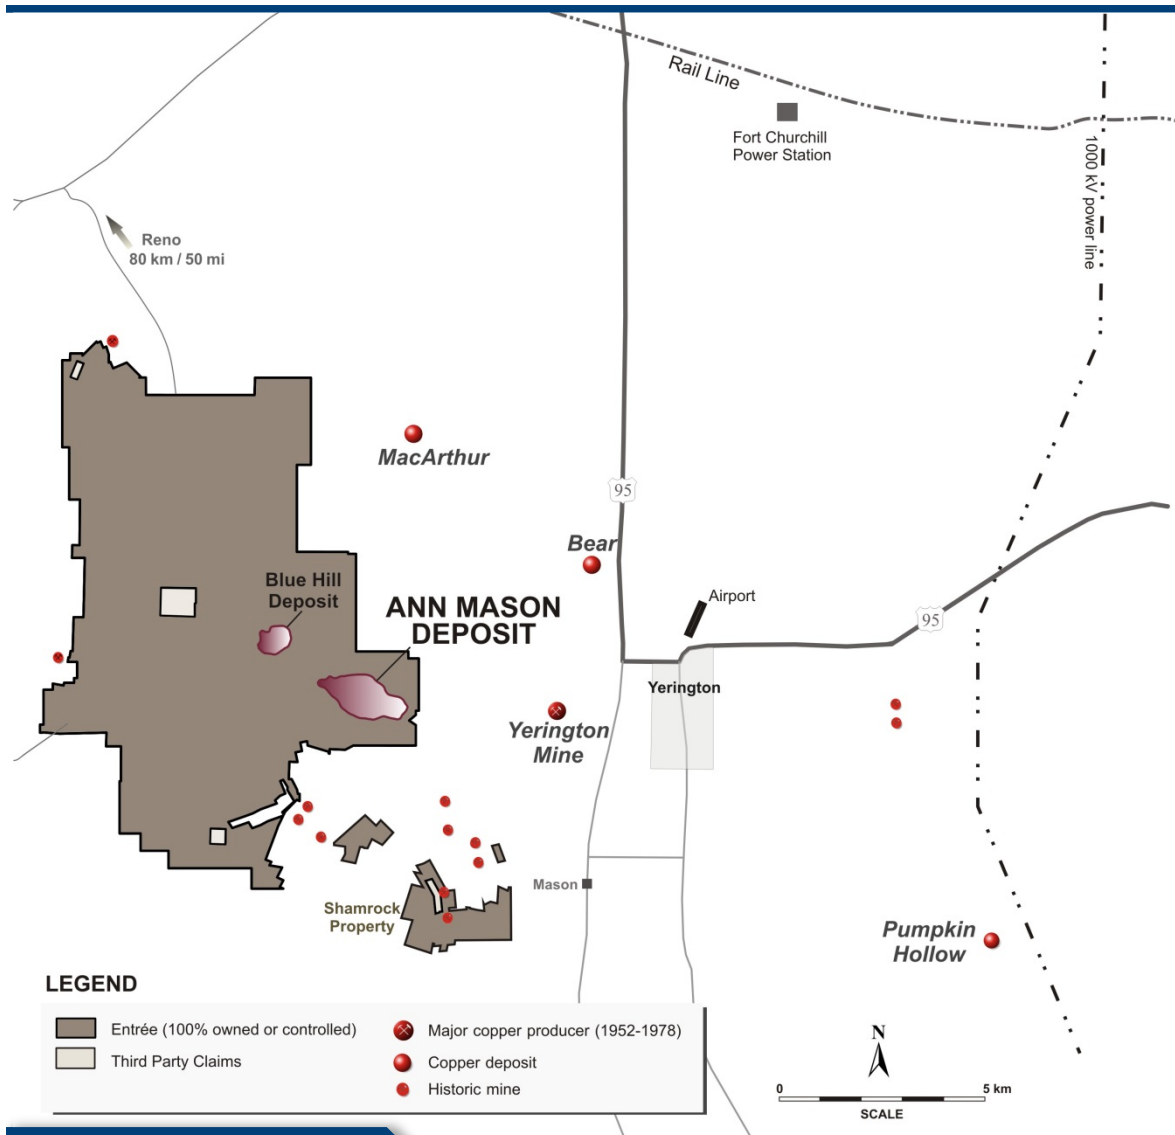 Rail Line
Fort Churchill
Power Station
1000 kV power line
Reno
80 km / 50 mi
MacArthur
95
Bear
Blue Hill
Deposit
ANN MASON
DEPOSIT
Airport
95
Yerington
Yerington
Mine
Mason
Shamrock
Property
Pumpkin
Hollow
LEGEND
Entrée (100% owned or controlled)
Third Party Claims
Major copper producer (1952-1978)
Copper deposit
Historic mine
N
0 5 km
SCALE